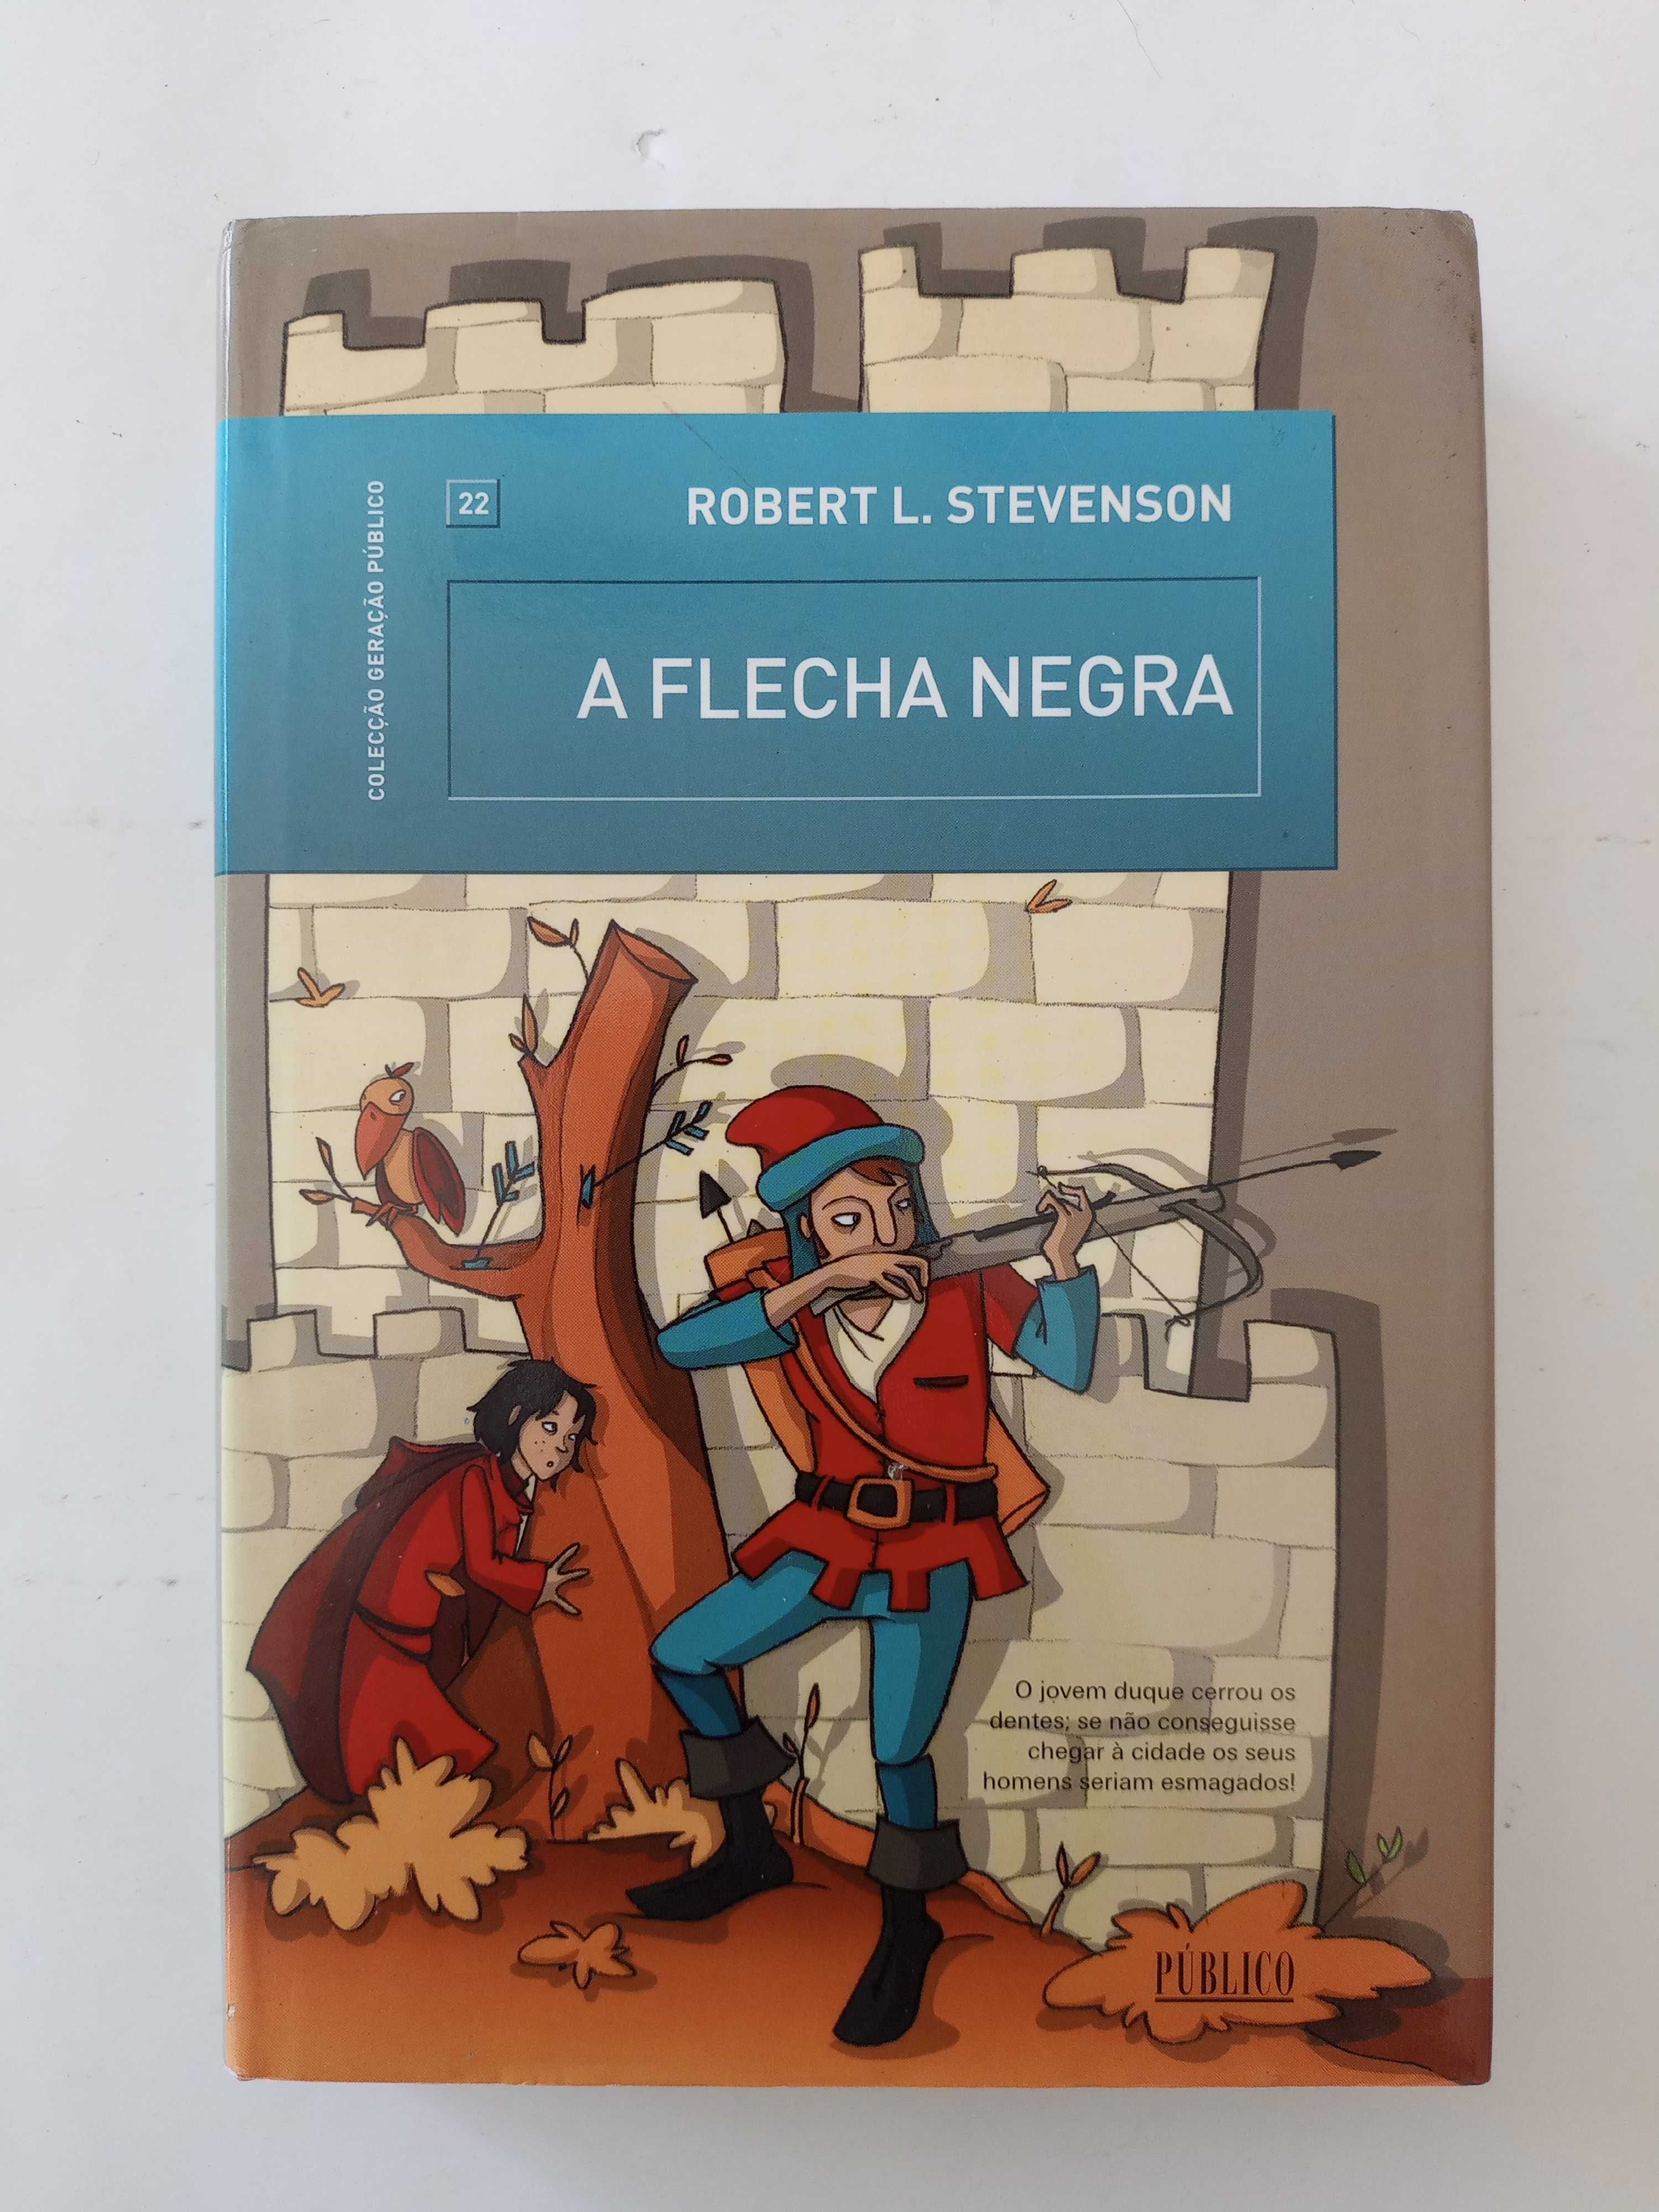 COLECÇÃO GERAÇÃO PÚBLICO
22
ROBERT L. STEVENSON
A FLECHA NEGRA
O jovem duque cerrou os
dentes; se não conseguisse
chegar à cidade os seus
homens seriam esmagados!
PÚBLICO